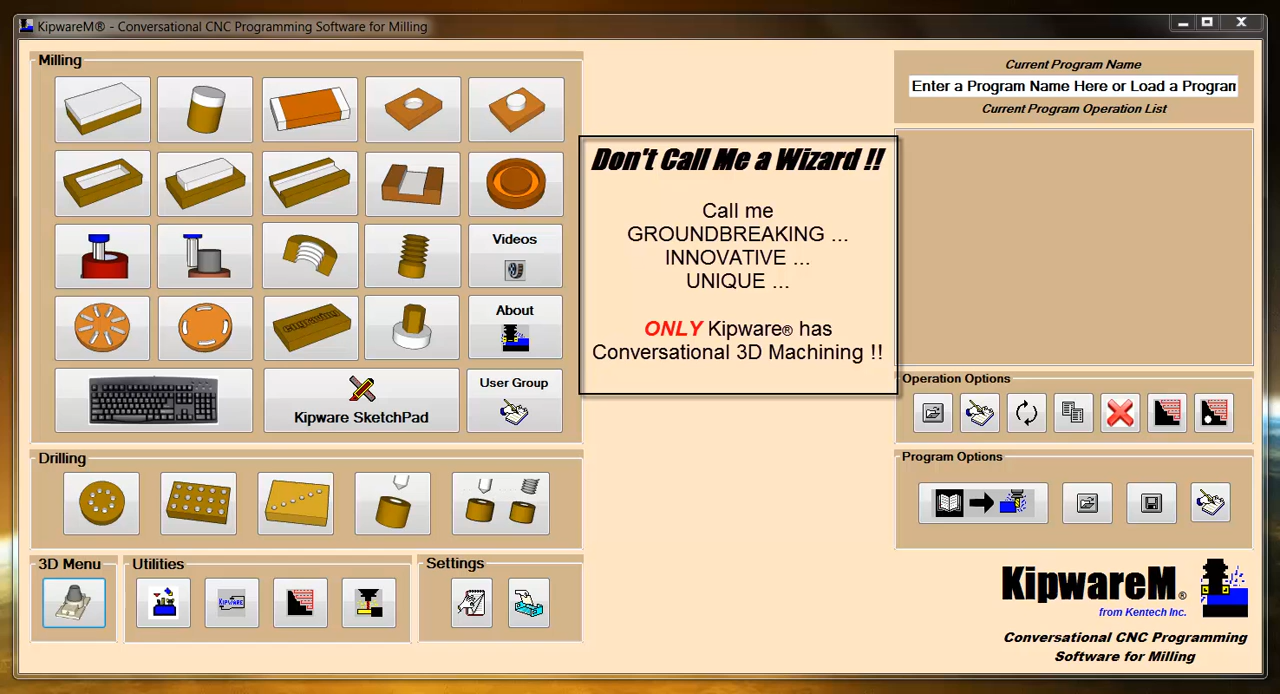 KipwareM® - Conversational CNC Programming Software for Milling
Milling
Videos
About
Engraving
Kipware SketchPad
User Group
Drilling
3D Menu
Utilities
KIPWARE
Settings
Don't Call Me a Wizard !!
Call me
GROUNDBREAKING ...
INNOVATIVE ...
UNIQUE ...
ONLY Kipware® has
Conversational 3D Machining !!
Current Program Name
Enter a Program Name Here or Load a Program
Current Program Operation List
Operation Options
Program Options
KipwareM®
from Kentech Inc.
Conversational CNC Programming
Software for Milling